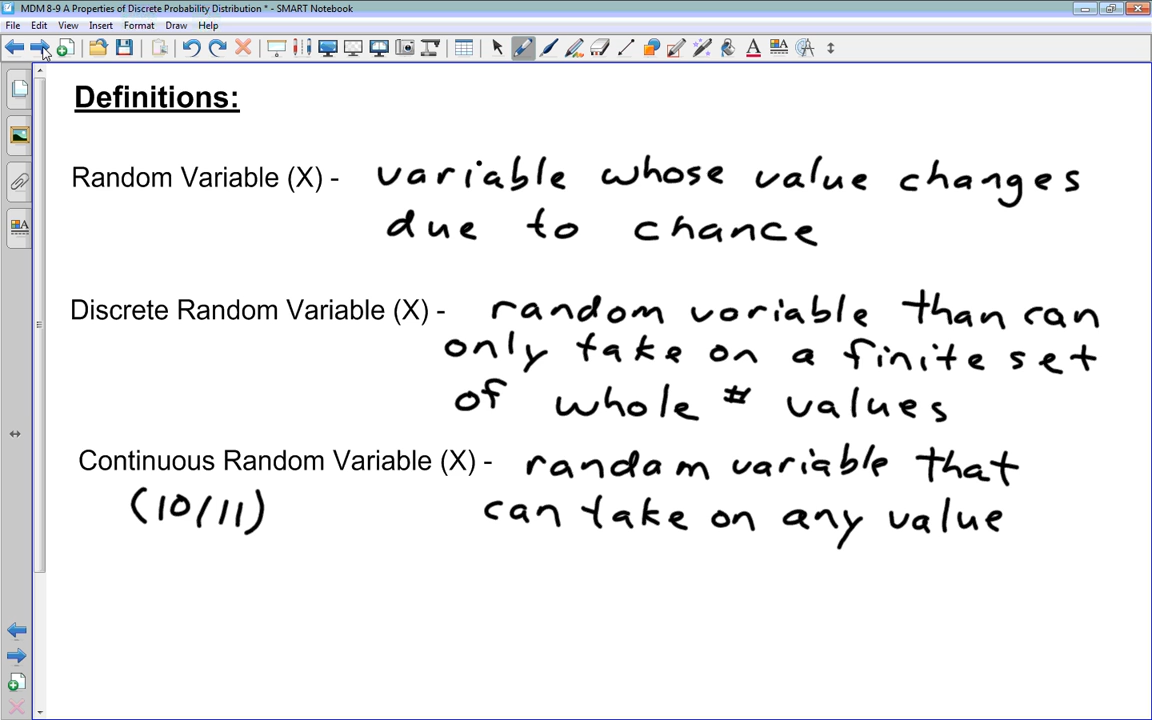 MDM 8-9 A Properties of Discrete Probability Distribution * - SMART Notebook
File Edit View Insert Format Draw Help
Definitions:
Random Variable (X) - variable whose value changes
due to chance
Discrete Random Variable (X) - random voriable than can
only take on a finite set
of whole # values
Continuous Random Variable (X) - randam variable that
(10/11) can take on any value